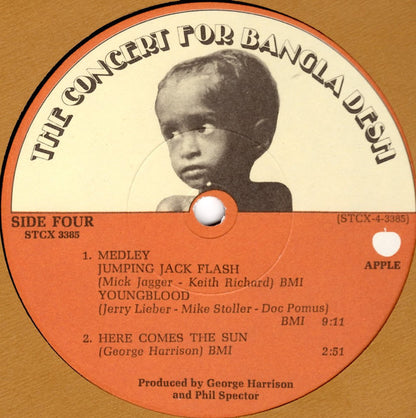 THE CONCERT FOR BANGLA DESH
SIDE FOUR
STCX 3385
(STCX-4-3385)
APPLE
1. MEDLEY
JUMPING JACK FLASH
(Mick Jagger - Keith Richard) BMI
YOUNGBLOOD
(Jerry Lieber - Mike Stoller - Doc Pomus)
BMI 9:11
2. HERE COMES THE SUN
(George Harrison) BMI 2:51
Produced by George Harrison
and Phil Spector